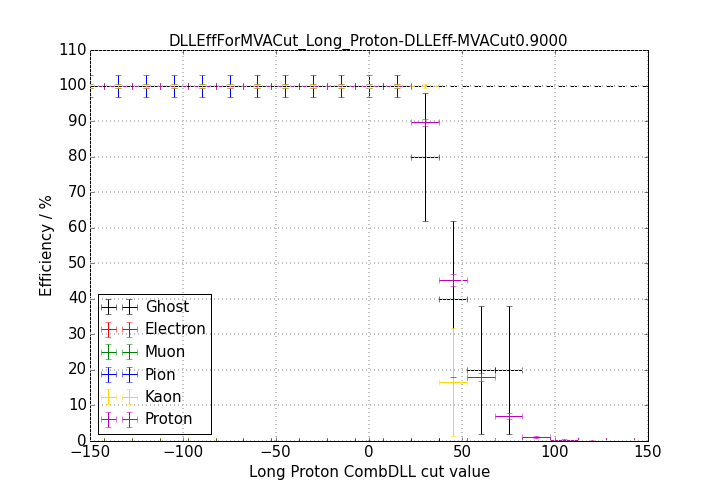 DLLEffForMVACut_Long_Proton-DLLEff-MVACut0.9000
110
100
90
80
70
60
50
40
30
20
10
0
Efficiency / %
Ghost
Electron
Muon
Pion
Kaon
Proton
−150 −100 −50 0 50 100 150
Long Proton CombDLL cut value